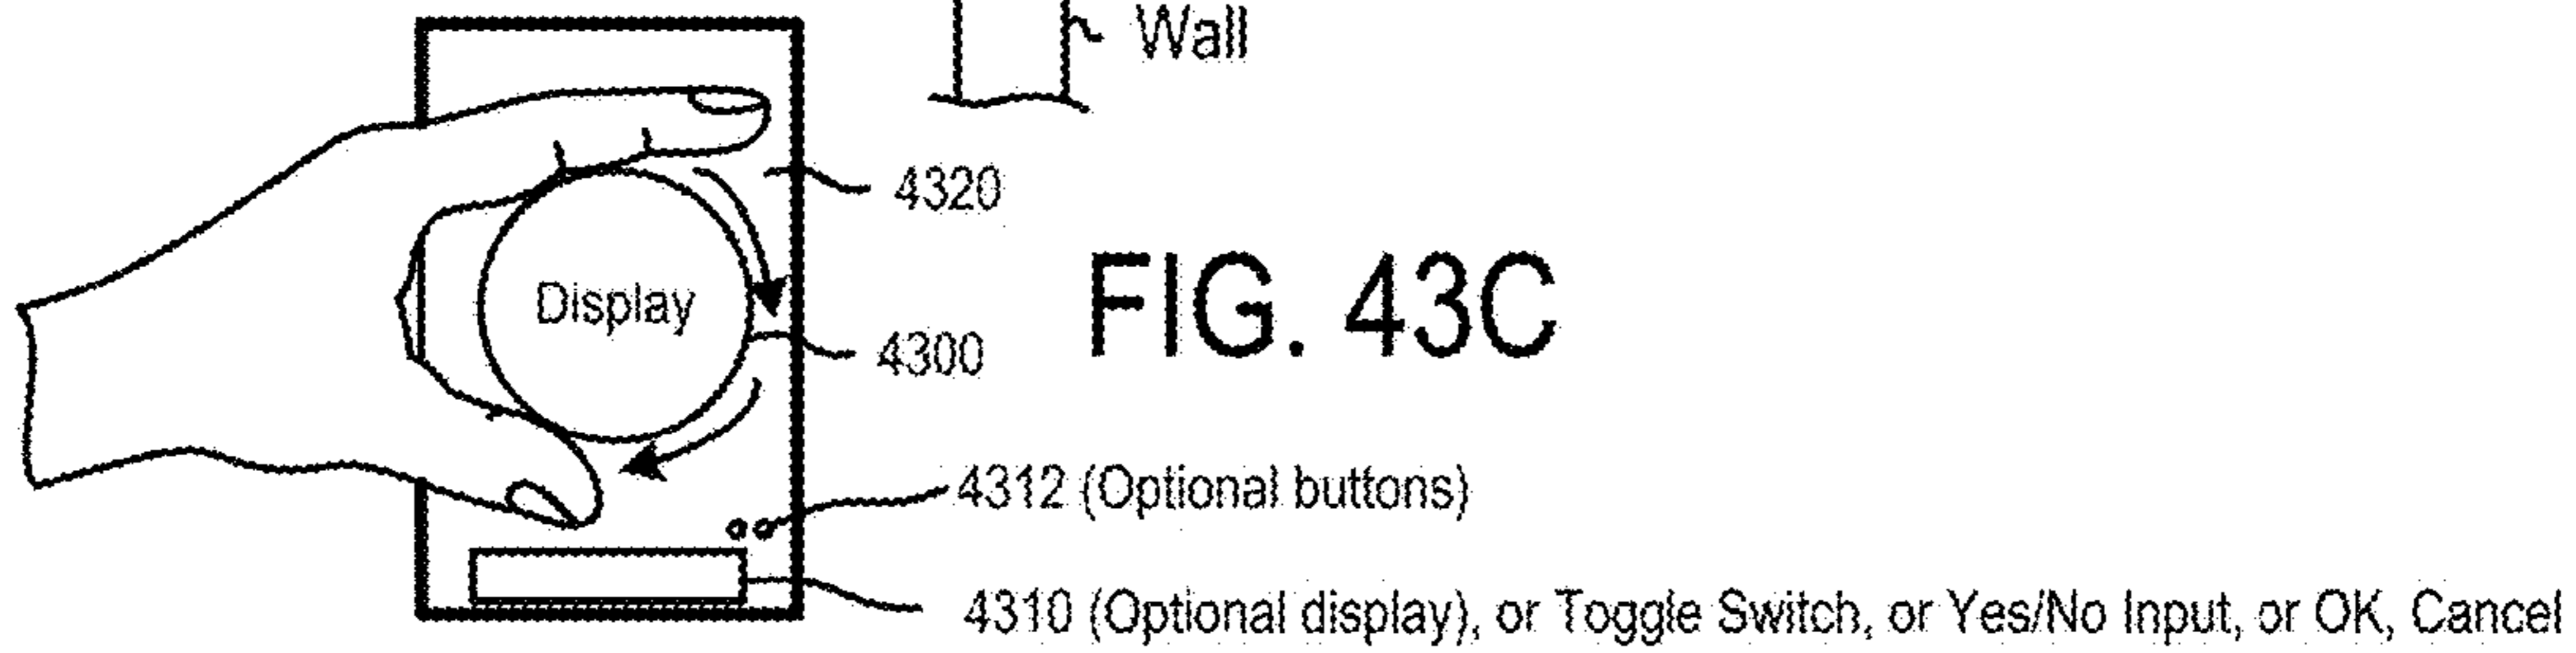 Wall
4320
Display
4300
FIG. 43C
4312 (Optional buttons)
4310 (Optional display), or Toggle Switch, or Yes/No Input, or OK, Cancel